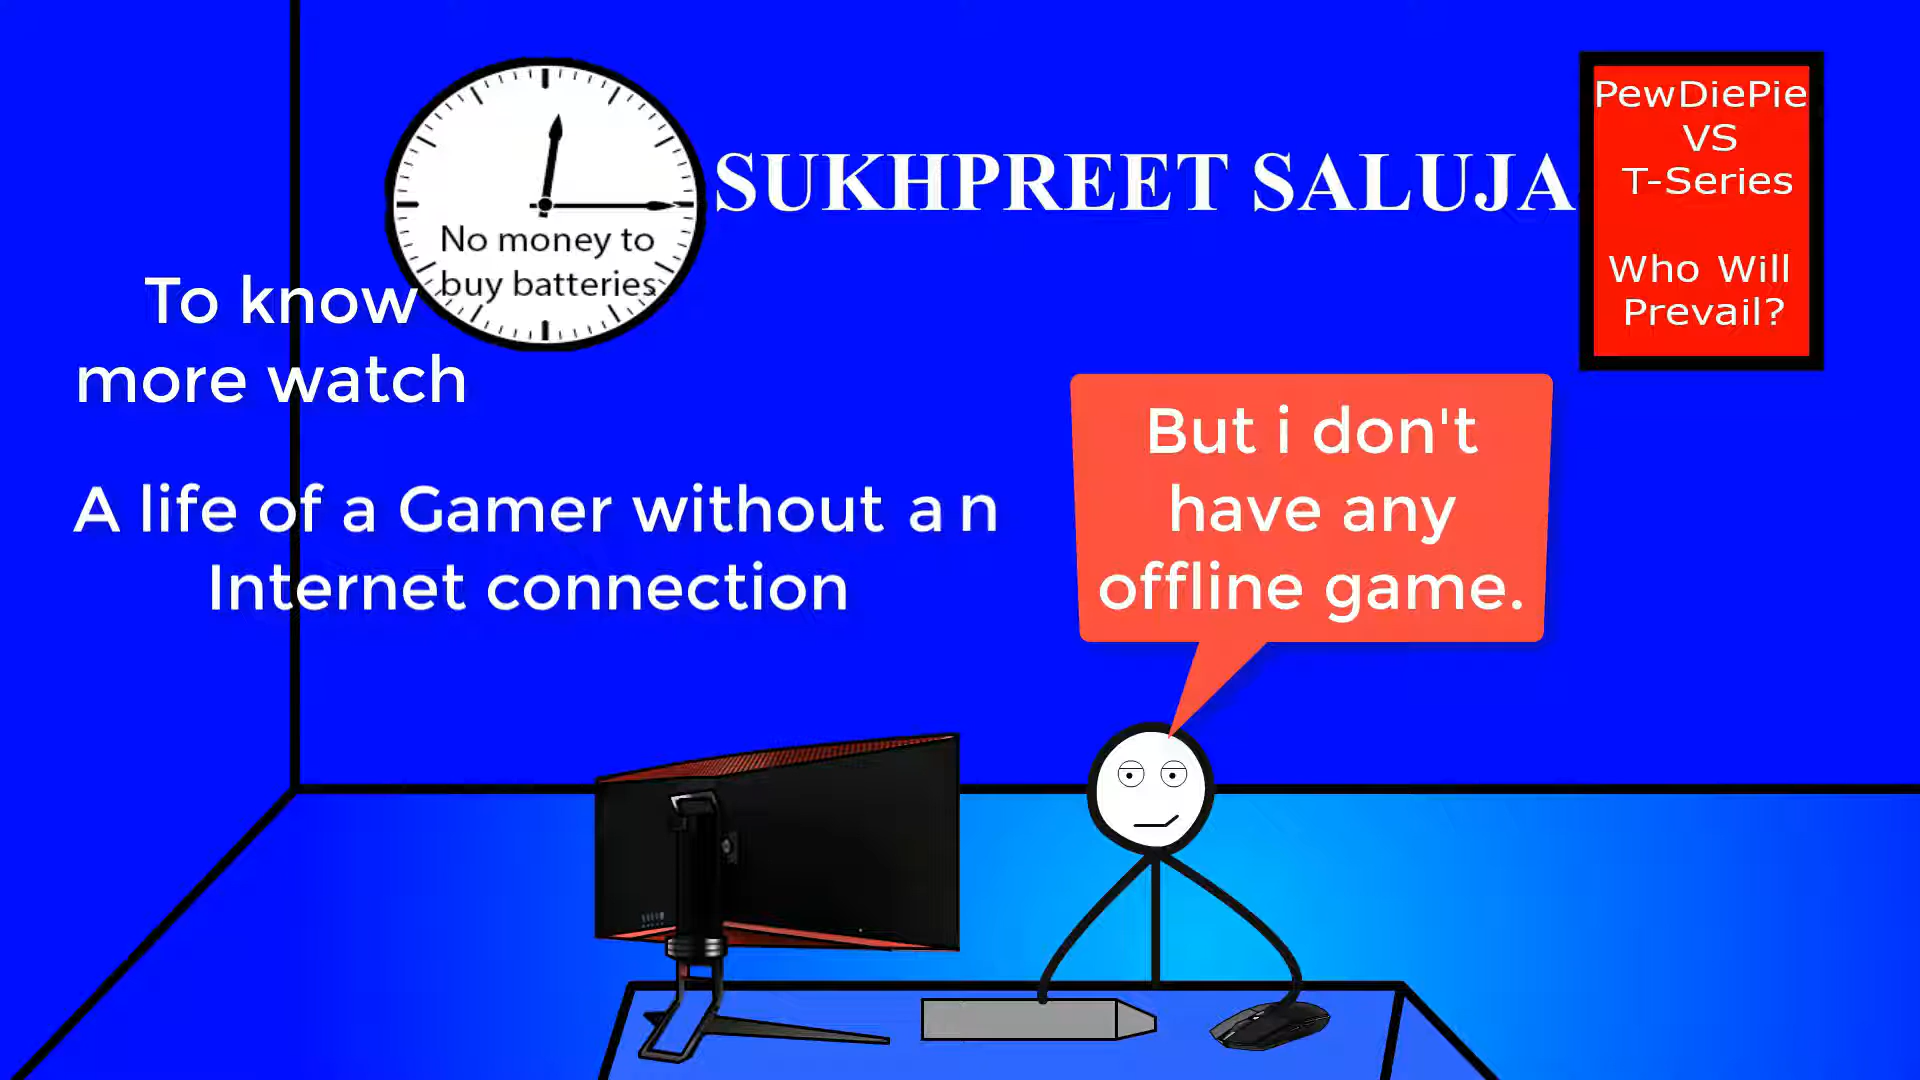 No money to
buy batteries
SUKHPREET SALUJA
PewDiePie
VS
T-Series
Who Will
Prevail?
To know
more watch
A life of a Gamer without an
Internet connection
But i don't
have any
offline game.